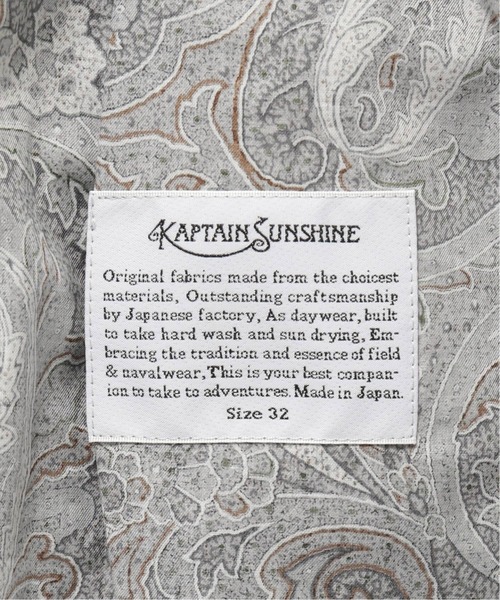 KAPTAIN SUNSHINE
Original fabrics made from the choicest
materials, Outstanding craftsmanship
by Japanese factory, As daywear, built
to take hard wash and sun drying, Em-
bracing the tradition and essence of field
& navalwear, This is your best compan-
ion to take to adventures. Made in Japan.
Size 32